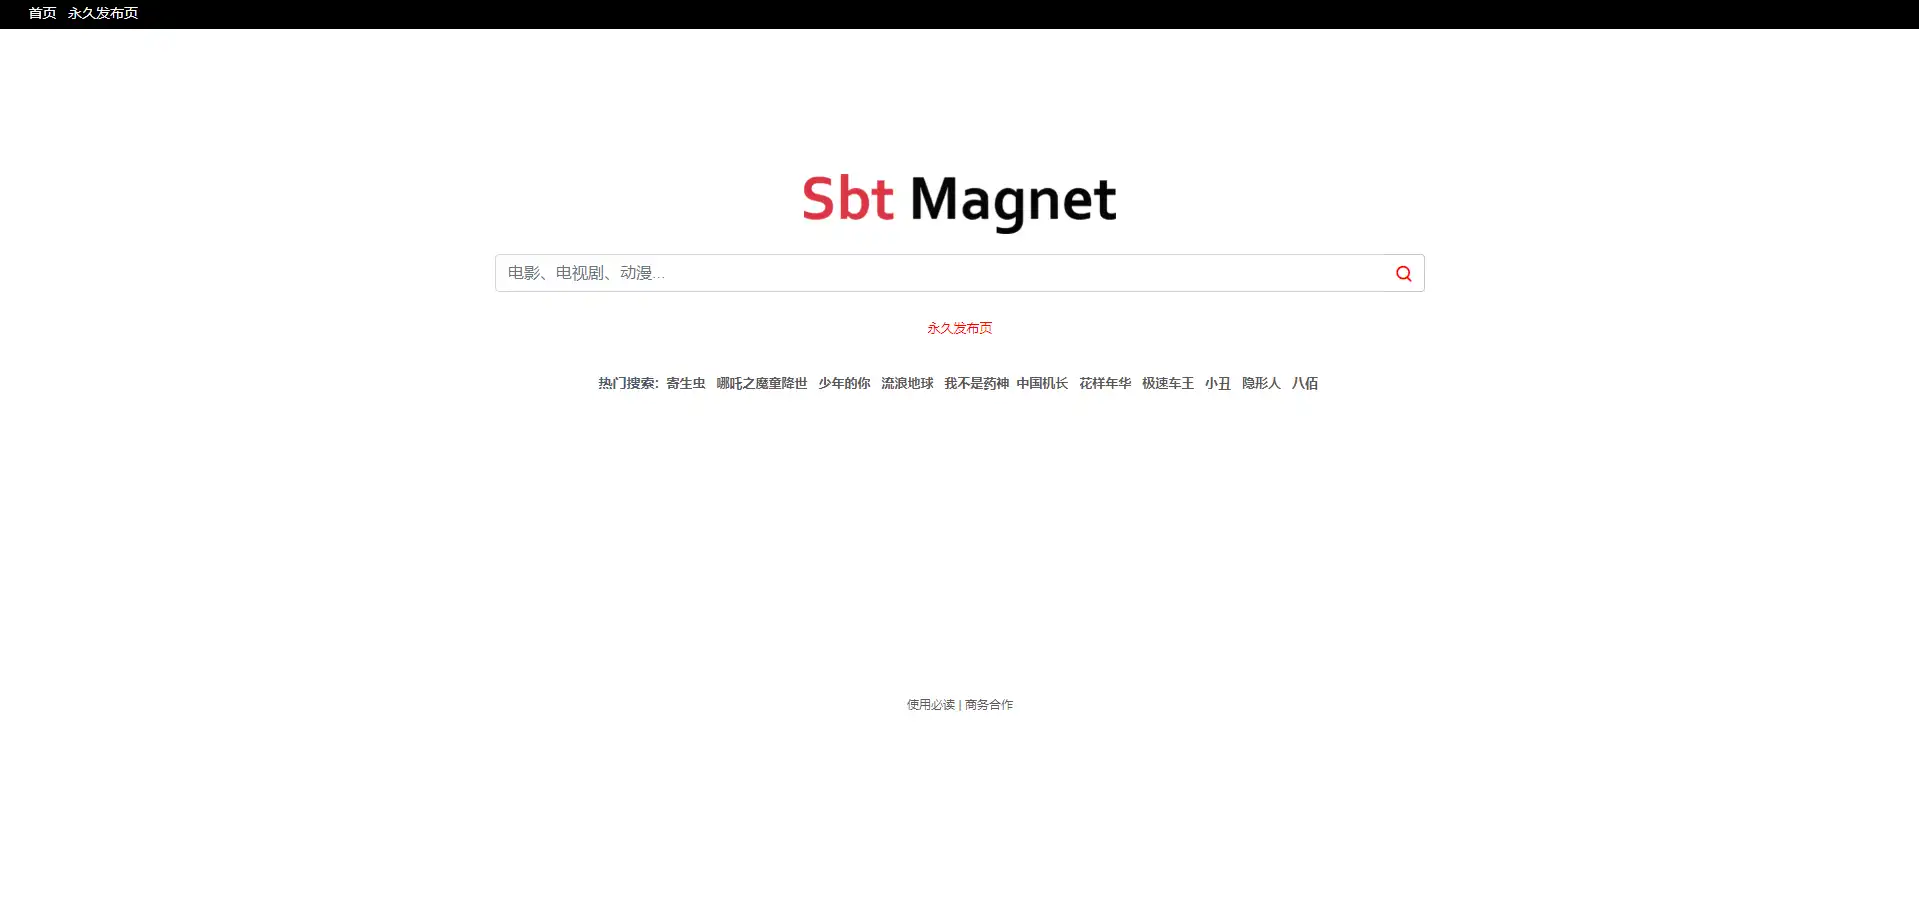 首页 永久发布页
Sbt Magnet
电影、电视剧、动漫...
永久发布页
热门搜索：寄生虫 哪吒之魔童降世 少年的你 流浪地球 我不是药神 中国机长 花样年华 极速车王 小丑 隐形人 八佰
使用必读 | 商务合作